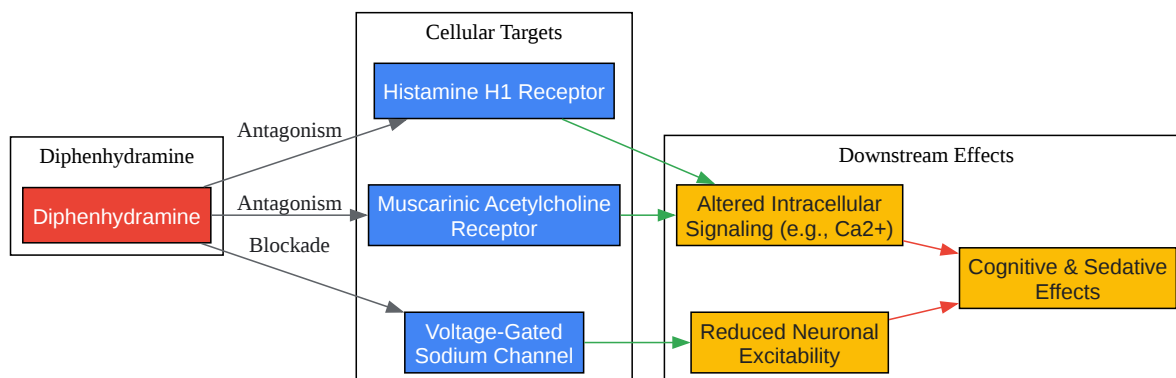 Cellular Targets
Histamine H1 Receptor
Antagonism
Diphenhydramine
Downstream Effects
Diphenhydramine
Antagonism
Muscarinic Acetylcholine
Receptor
Altered Intracellular
Signaling (e.g., Ca2+)
Blockade
Cognitive & Sedative
Effects
Voltage-Gated
Sodium Channel
Reduced Neuronal
Excitability